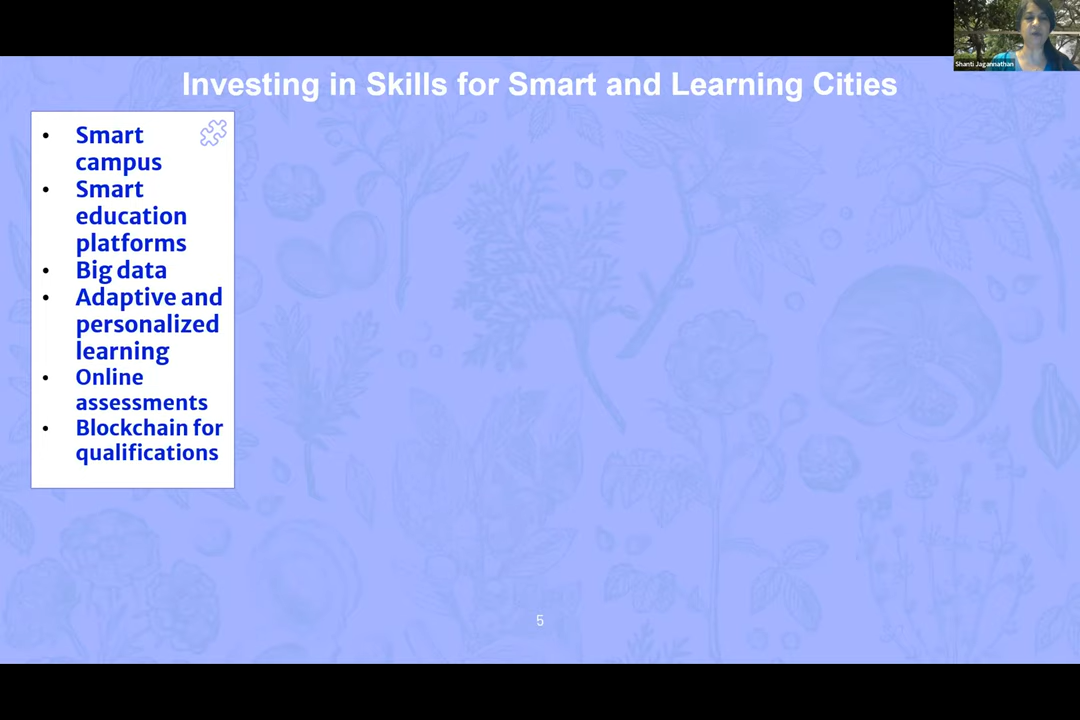 Shanti Jagannathan
Investing in Skills for Smart and Learning Cities
• Smart
campus
• Smart
education
platforms
• Big data
• Adaptive and
personalized
learning
• Online
assessments
• Blockchain for
qualifications
5